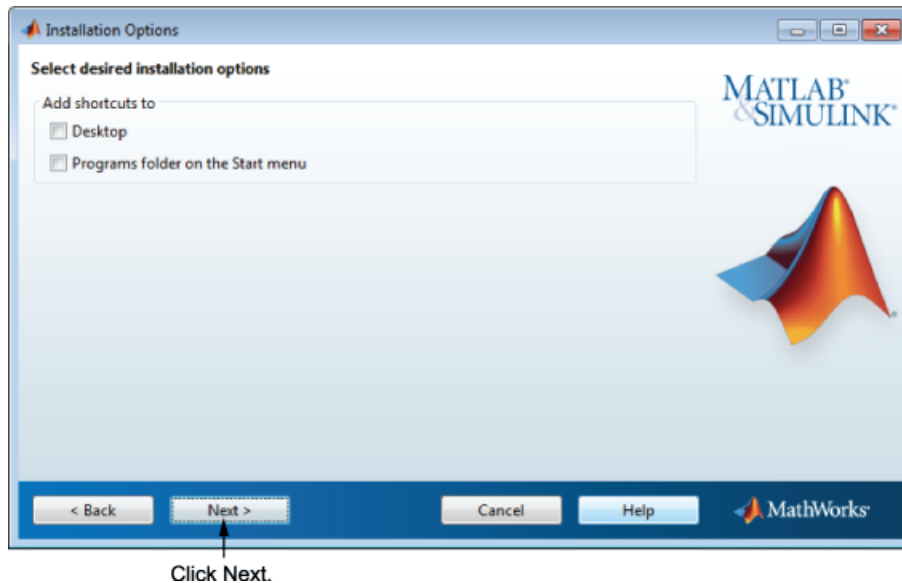 Installation Options
Select desired installation options
MATLAB®
&SIMULINK®
Add shortcuts to
Desktop
Programs folder on the Start menu
®
< Back
Next >
Cancel
Help
MathWorks®
Click Next.